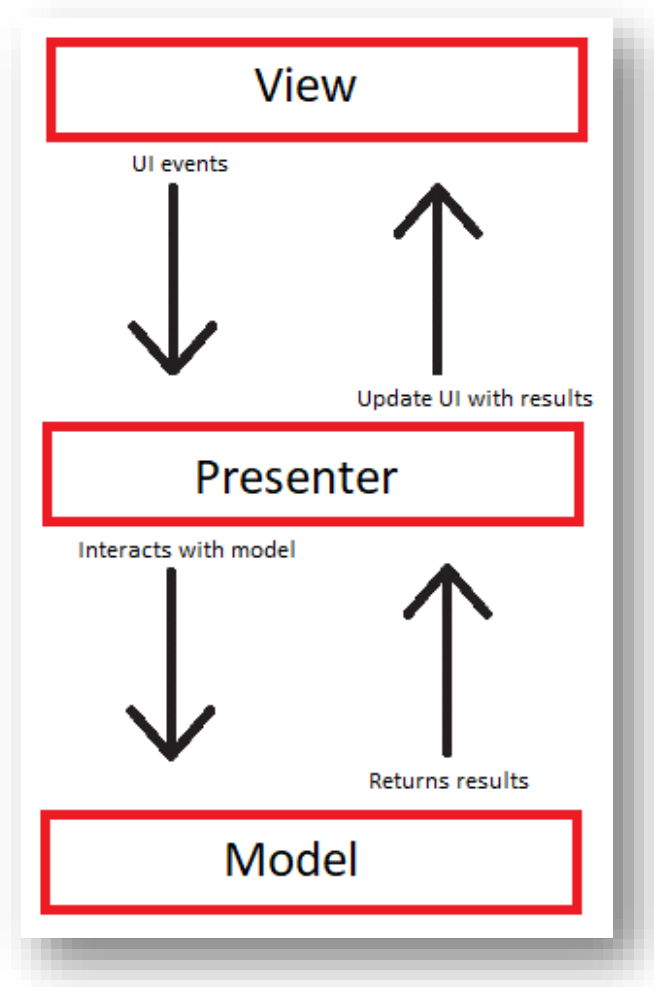 View
UI events
Update UI with results
Presenter
Interacts with model
Returns results
Model